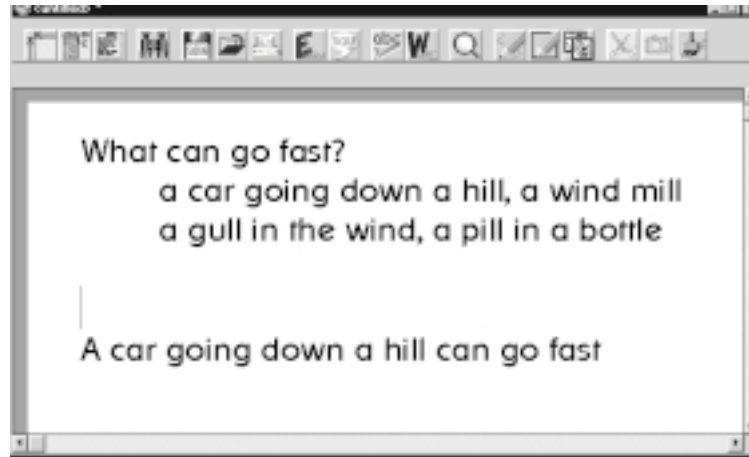 What can go fast?
a car going down a hill, a wind mill
a gull in the wind, a pill in a bottle
A car going down a hill can go fast